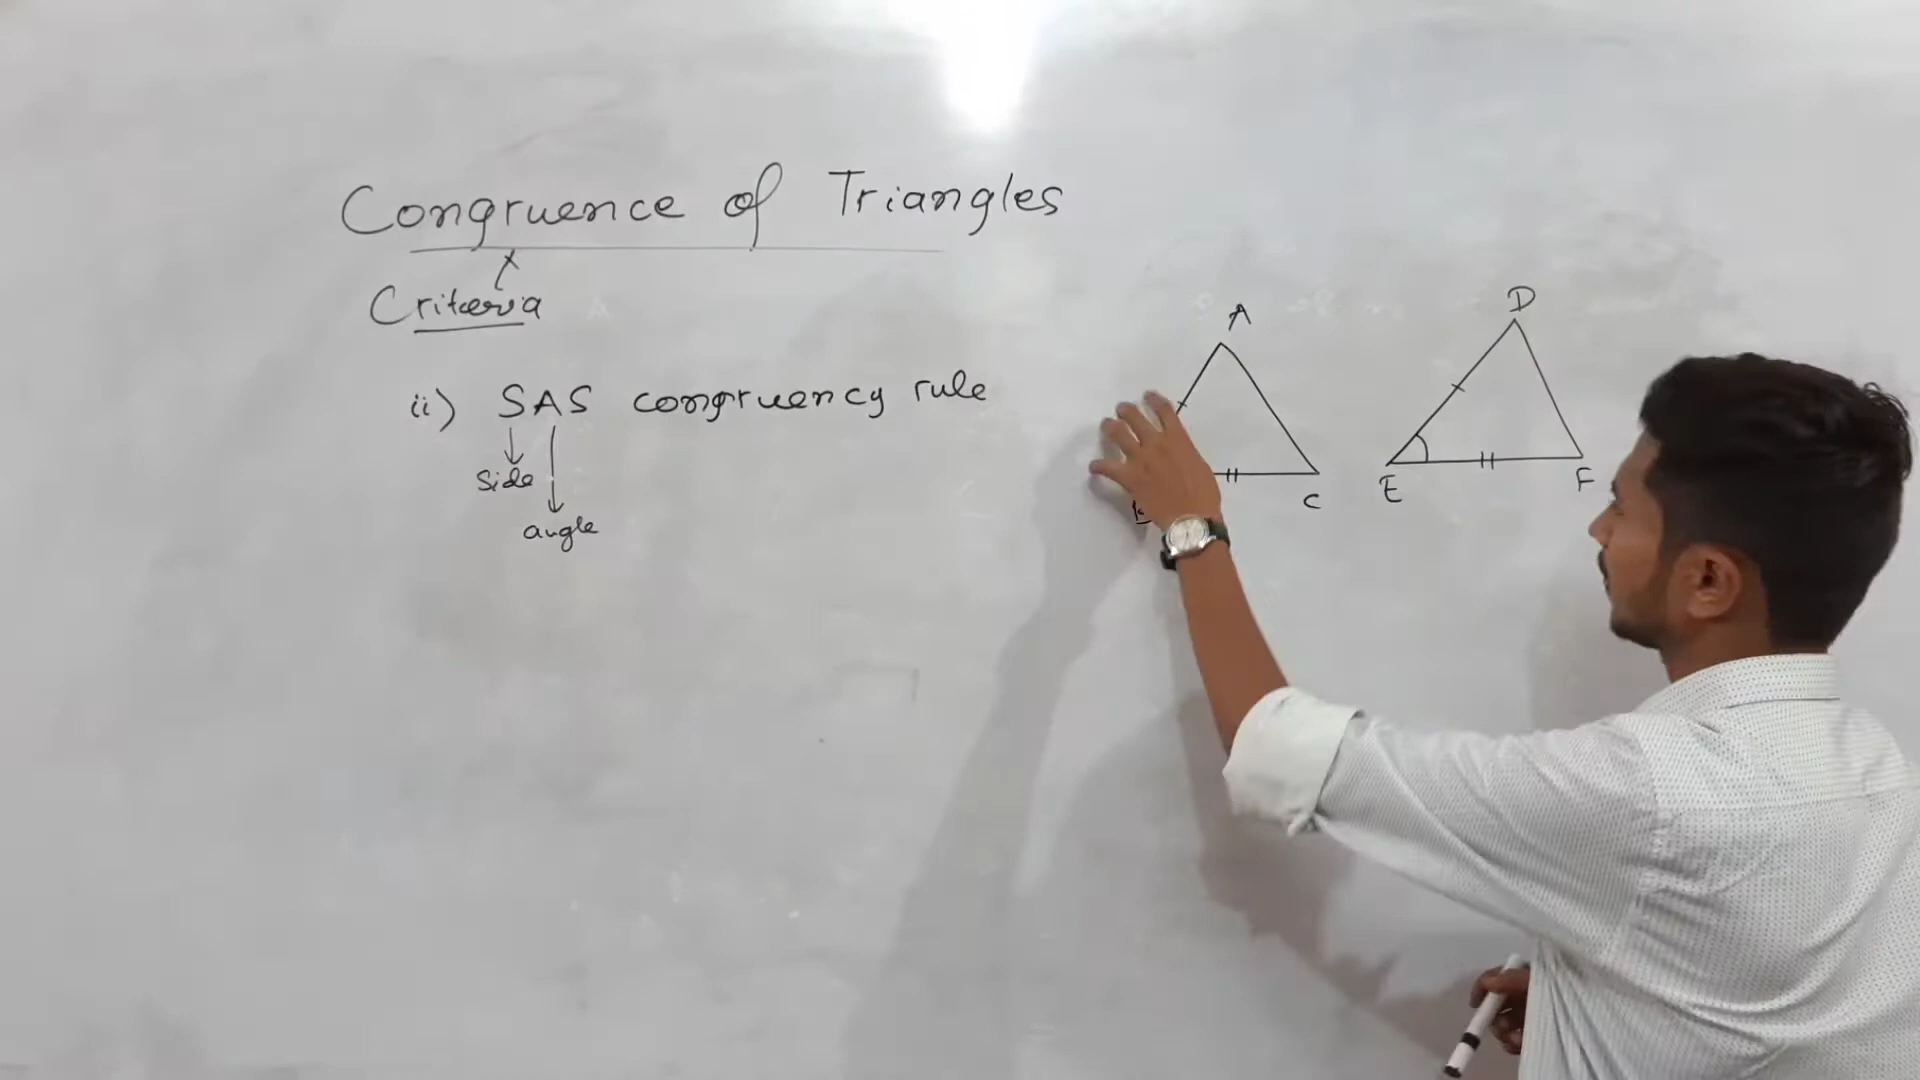 Congruence of Triangles
Criteria
ii) SAS congruency rule
Side
angle
A
D
C
E
F